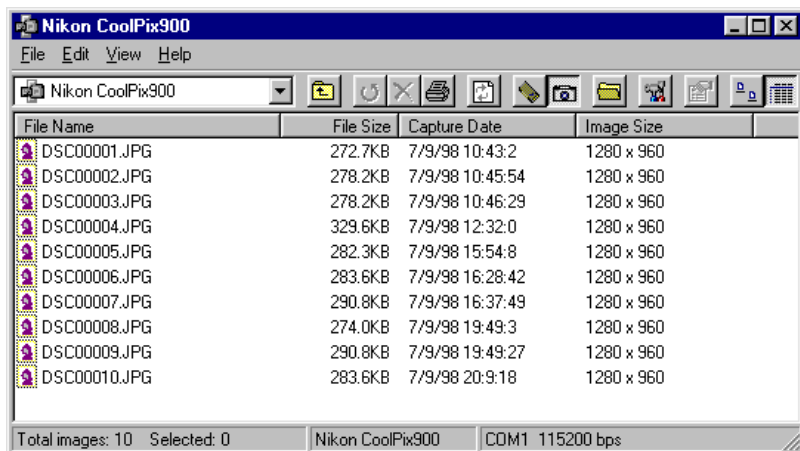 Nikon CoolPix900
File Edit View Help
Nikon CoolPix900
File Name File Size Capture Date Image Size
DSC00001.JPG 272.7KB 7/9/98 10:43:2 1280 x 960
DSC00002.JPG 278.2KB 7/9/98 10:45:54 1280 x 960
DSC00003.JPG 278.2KB 7/9/98 10:46:29 1280 x 960
DSC00004.JPG 329.6KB 7/9/98 12:32:0 1280 x 960
DSC00005.JPG 282.3KB 7/9/98 15:54:8 1280 x 960
DSC00006.JPG 283.6KB 7/9/98 16:28:42 1280 x 960
DSC00007.JPG 290.8KB 7/9/98 16:37:49 1280 x 960
DSC00008.JPG 274.0KB 7/9/98 19:49:3 1280 x 960
DSC00009.JPG 290.8KB 7/9/98 19:49:27 1280 x 960
DSC00010.JPG 283.6KB 7/9/98 20:9:18 1280 x 960
Total images: 10 Selected: 0 Nikon CoolPix900 COM1 115200 bps